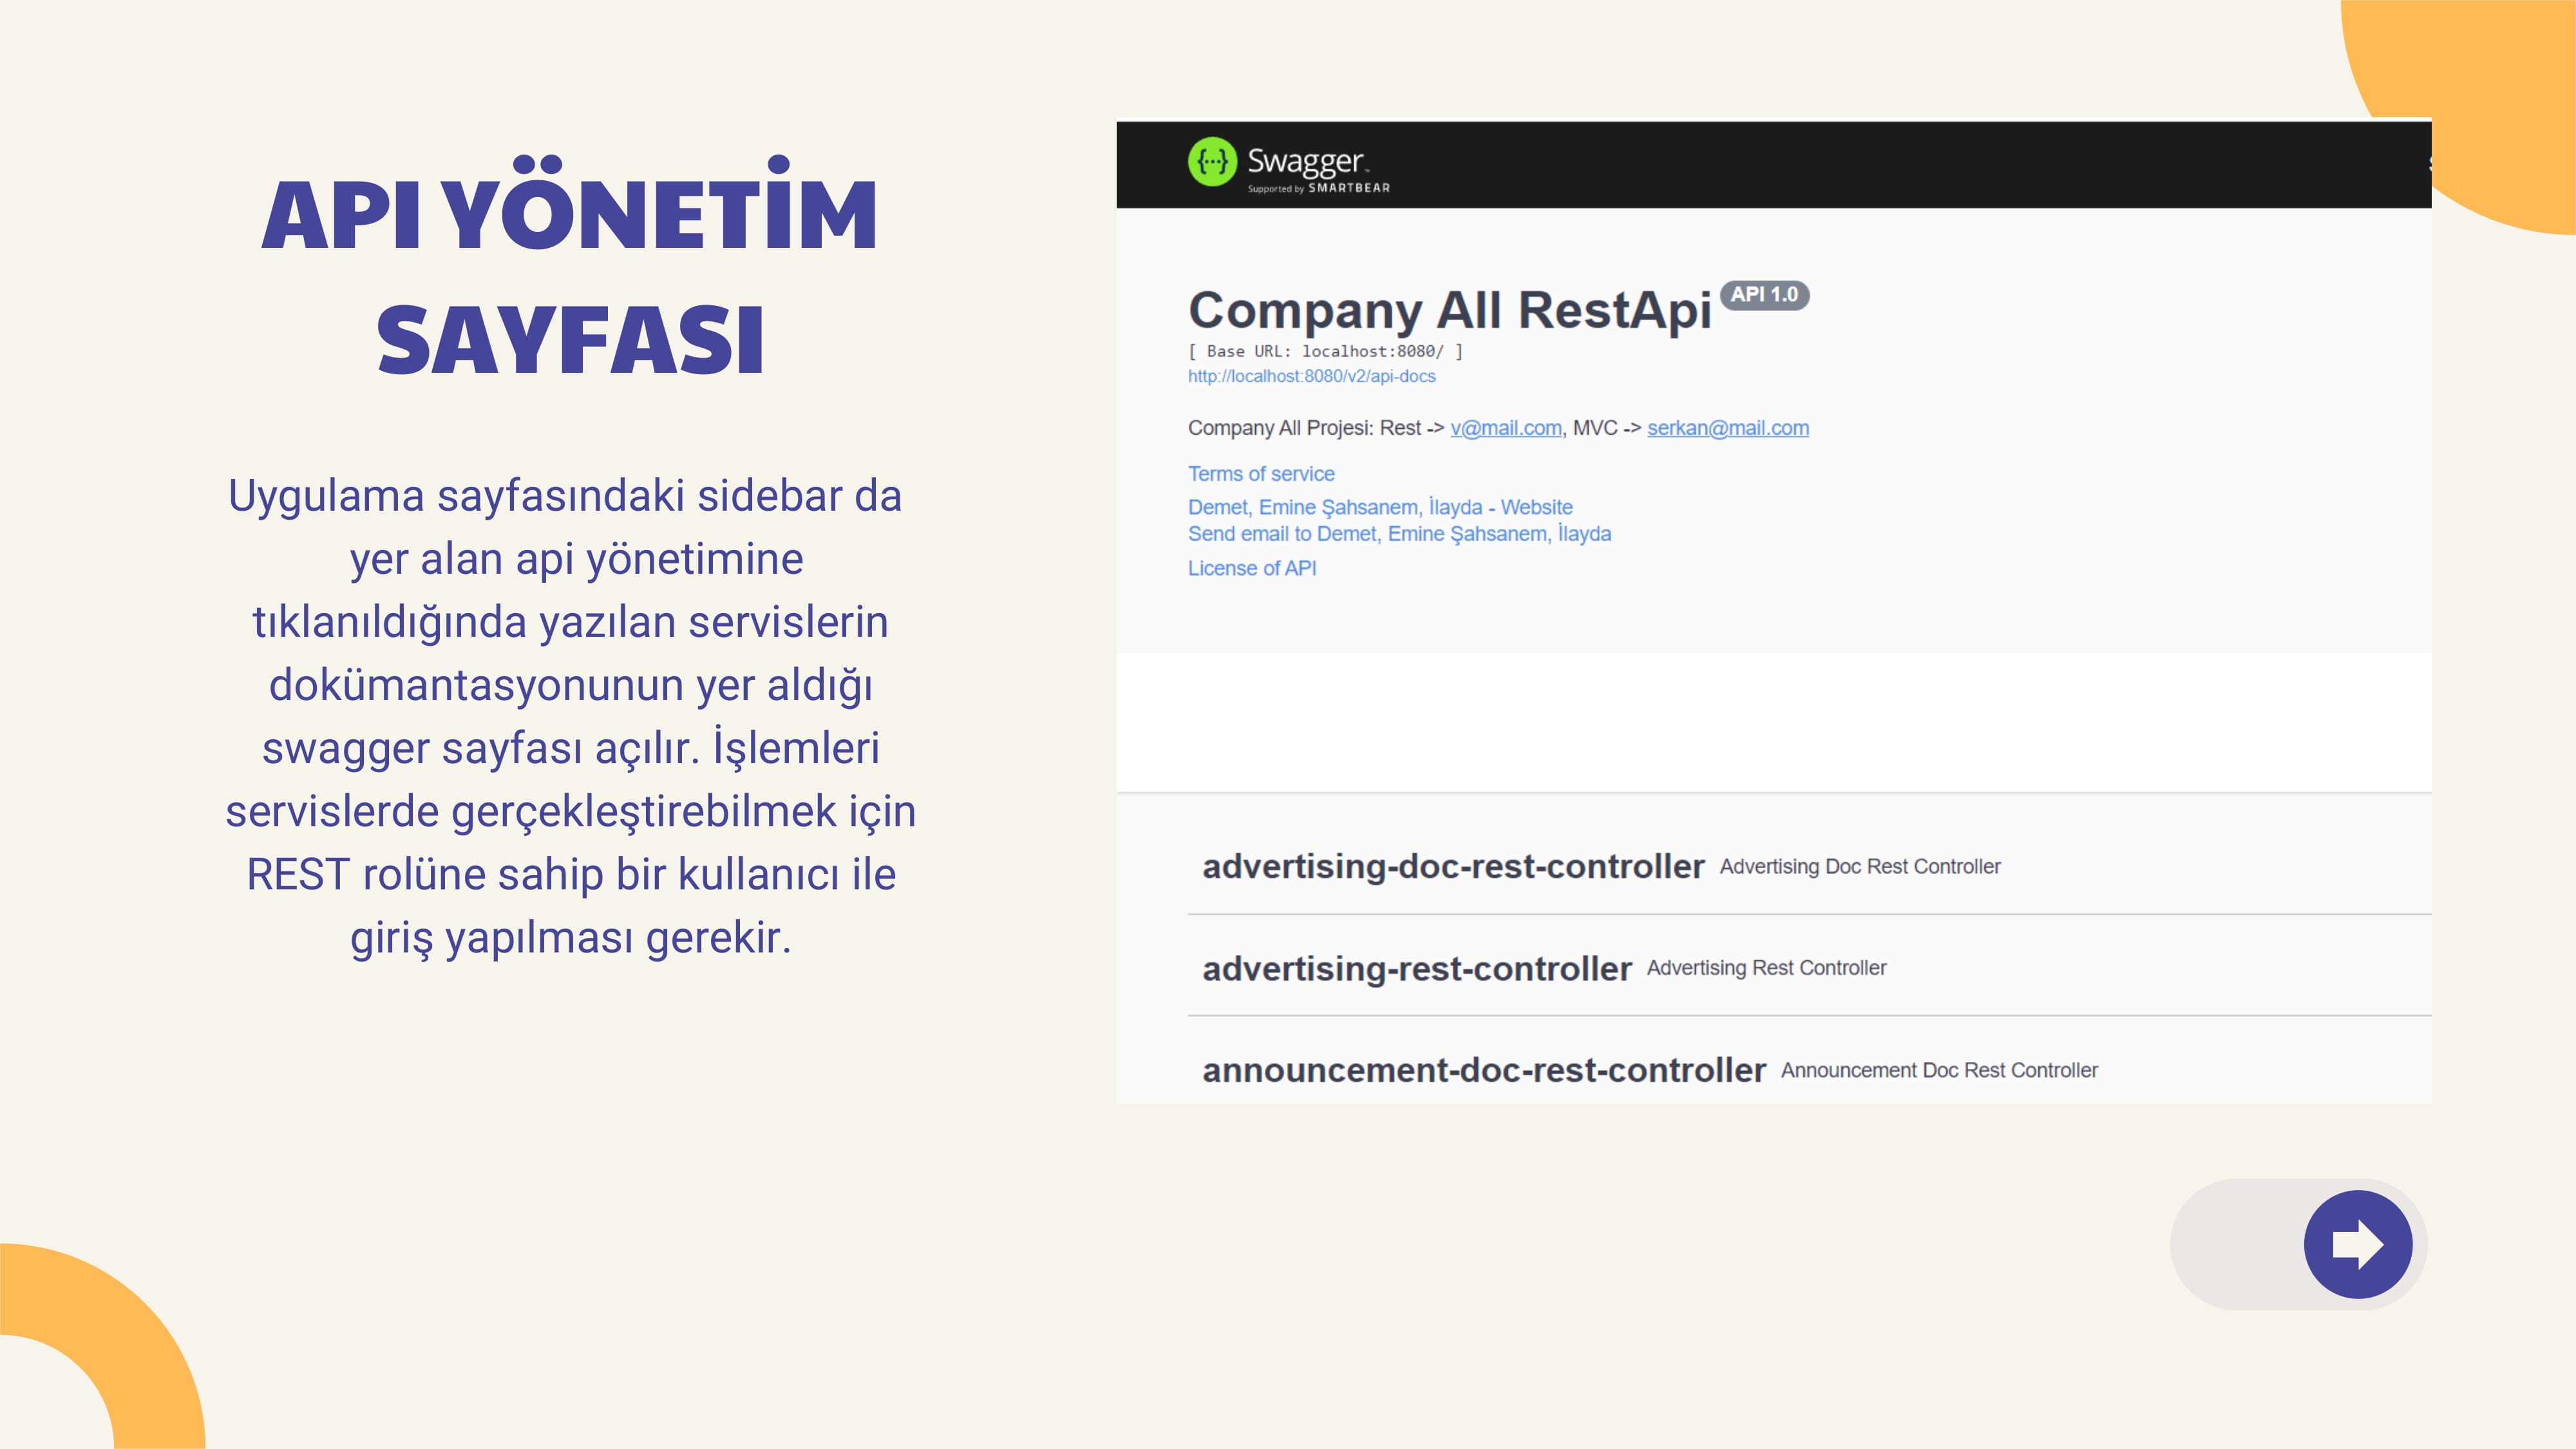 API YÖNETİM
SAYFASI
Uygulama sayfasındaki sidebar da
yer alan api yönetimine
tıklanıldığında yazılan servislerin
dokümantasyonunun yer aldığı
swagger sayfası açılır. İşlemleri
servislerde gerçekleştirebilmek için
REST rolüne sahip bir kullanıcı ile
giriş yapılması gerekir.
{...} Swagger
Supported by SMARTBEAR
Company All RestApi API 1.0
[ Base URL: localhost:8080/ ]
http://localhost:8080/v2/api-docs
Company All Projesi: Rest -> v@mail.com, MVC -> serkan@mail.com
Terms of service
Demet, Emine Şahsanem, İlayda - Website
Send email to Demet, Emine Şahsanem, İlayda
License of API
advertising-doc-rest-controller Advertising Doc Rest Controller
advertising-rest-controller Advertising Rest Controller
announcement-doc-rest-controller Announcement Doc Rest Controller